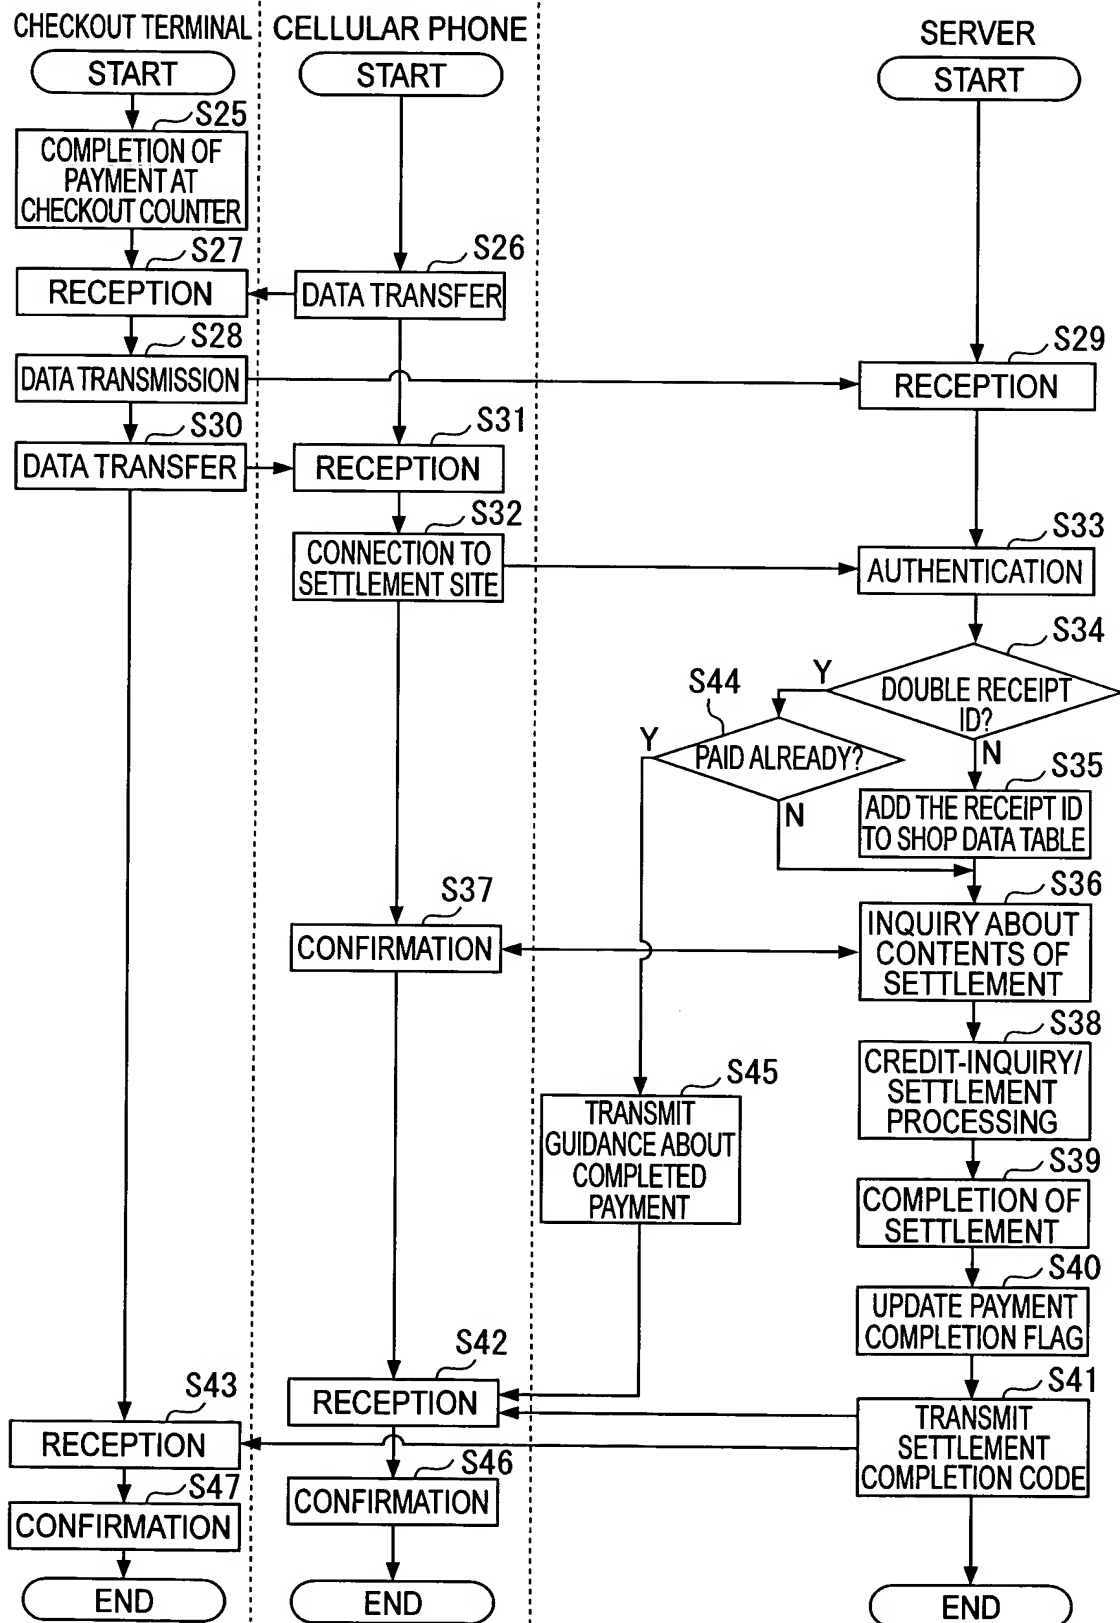 CHECKOUT TERMINAL
START
S25
COMPLETION OF
PAYMENT AT
CHECKOUT COUNTER
S27
RECEPTION
S28
DATA TRANSMISSION
S30
DATA TRANSFER
S43
RECEPTION
S47
CONFIRMATION
END
CELLULAR PHONE
START
S26
DATA TRANSFER
S31
RECEPTION
S32
CONNECTION TO
SETTLEMENT SITE
S37
CONFIRMATION
S42
RECEPTION
S46
CONFIRMATION
END
SERVER
START
S29
RECEPTION
S33
AUTHENTICATION
S34
DOUBLE RECEIPT
ID?
Y
N
S44
PAID ALREADY?
Y
N
S35
ADD THE RECEIPT ID
TO SHOP DATA TABLE
S36
INQUIRY ABOUT
CONTENTS OF
SETTLEMENT
S38
CREDIT-INQUIRY/
SETTLEMENT
PROCESSING
S45
TRANSMIT
GUIDANCE ABOUT
COMPLETED
PAYMENT
S39
COMPLETION OF
SETTLEMENT
S40
UPDATE PAYMENT
COMPLETION FLAG
S41
TRANSMIT
SETTLEMENT
COMPLETION CODE
END